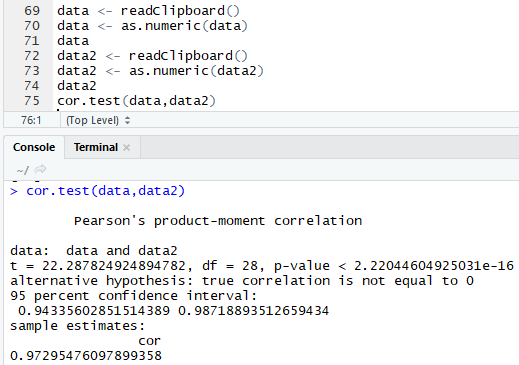 69 data <- readClipboard()
70 data <- as.numeric(data)
71 data
72 data2 <- readClipboard()
73 data2 <- as.numeric(data2)
74 data2
75 cor.test(data,data2)
76:1 (Top Level)
Console Terminal ×
~/
> cor.test(data,data2)
Pearson's product-moment correlation
data: data and data2
t = 22.287824924894782, df = 28, p-value < 2.22044604925031e-16
alternative hypothesis: true correlation is not equal to 0
95 percent confidence interval:
0.94335602851514389 0.98718893512659434
sample estimates:
cor
0.97295476097899358